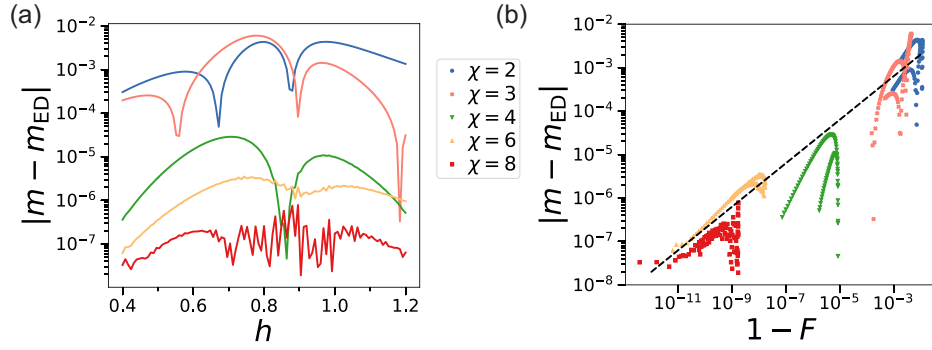 (a)
|m − m_ED|
10⁻²
10⁻³
10⁻⁴
10⁻⁵
10⁻⁶
10⁻⁷
0.4 0.6 0.8 1.0 1.2
h
χ = 2
χ = 3
χ = 4
χ = 6
χ = 8
(b)
|m − m_ED|
10⁻²
10⁻³
10⁻⁴
10⁻⁵
10⁻⁶
10⁻⁷
10⁻⁸
10⁻¹¹ 10⁻⁹ 10⁻⁷ 10⁻⁵ 10⁻³
1 − F